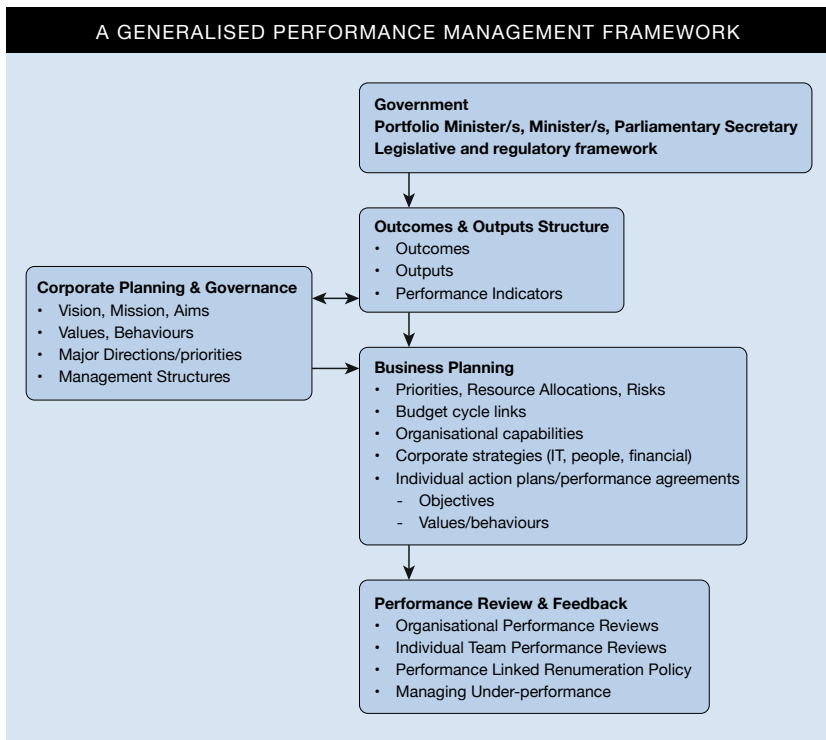 A GENERALISED PERFORMANCE MANAGEMENT FRAMEWORK
Government
Portfolio Minister/s, Minister/s, Parliamentary Secretary
Legislative and regulatory framework
Outcomes & Outputs Structure
• Outcomes
• Outputs
• Performance Indicators
Corporate Planning & Governance
• Vision, Mission, Aims
• Values, Behaviours
• Major Directions/priorities
• Management Structures
Business Planning
• Priorities, Resource Allocations, Risks
• Budget cycle links
• Organisational capabilities
• Corporate strategies (IT, people, financial)
• Individual action plans/performance agreements
- Objectives
- Values/behaviours
Performance Review & Feedback
• Organisational Performance Reviews
• Individual Team Performance Reviews
• Performance Linked Renumeration Policy
• Managing Under-performance